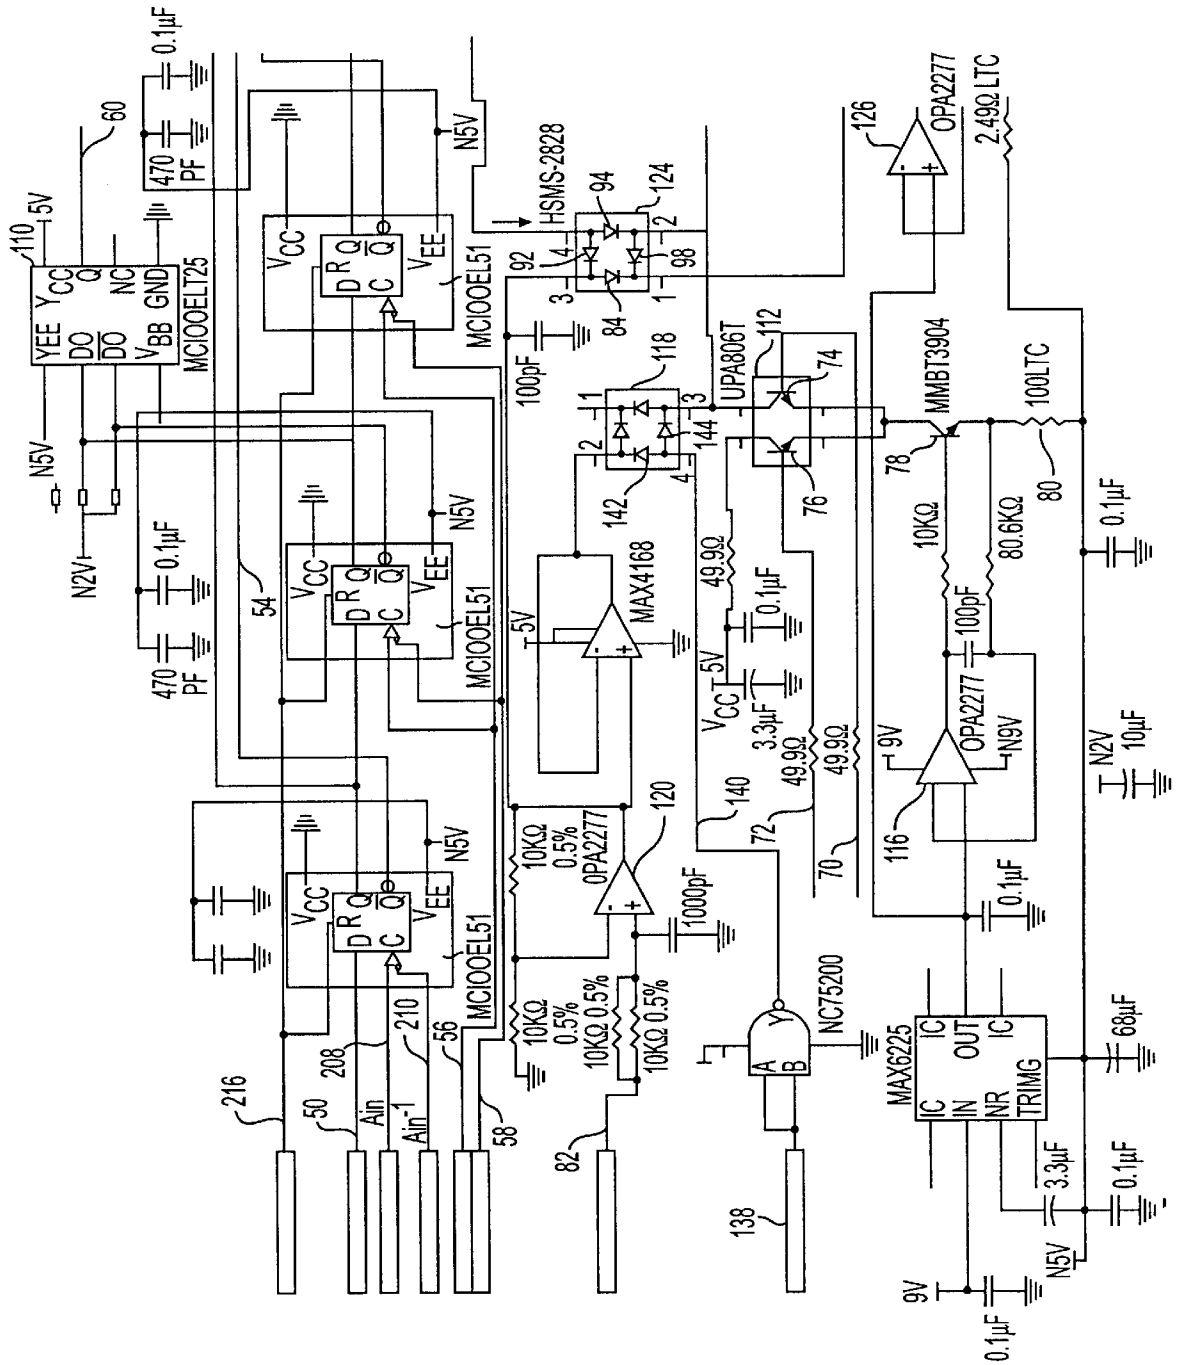 0.1µF
470
PF
60
110
5V
YEE YCC
DO Q
DO NC
VBB GND
MC100ELT25
N5V
N2V
0.1µF
470
PF
54
VCC
D R Q
C Q
VEE
MC100EL51
N5V
VCC
D R Q
C Q
VEE
MC100EL51
N5V
VCC
D R Q
C Q
VEE
MC100EL51
N5V
216
50
208
Ain
210
Ain-1
56
58
HSMS-2828
94
92
124
4
2
3
1
84
98
100pF
118
1
2
3
4
142
144
UPA806T
112
74
76
MAX4168
5V
49.9Ω
0.1µF
5V
VCC
3.3µF
49.9Ω
49.9Ω
72
70
140
120
OPA2277
10KΩ
0.5%
10KΩ
0.5%
10KΩ 0.5%
10KΩ 0.5%
1000pF
82
138
A
B
Y
NC75200
126
OPA2277
2.49Ω LTC
MMBT3904
78
100LTC
80
10KΩ
80.6KΩ
100pF
0.1µF
OPA2277
9V
N9V
116
N2V
10µF
0.1µF
MAX6225
IC IC
IN OUT
NR IC
TRIMG
68µF
3.3µF
0.1µF
N5V
9V
0.1µF